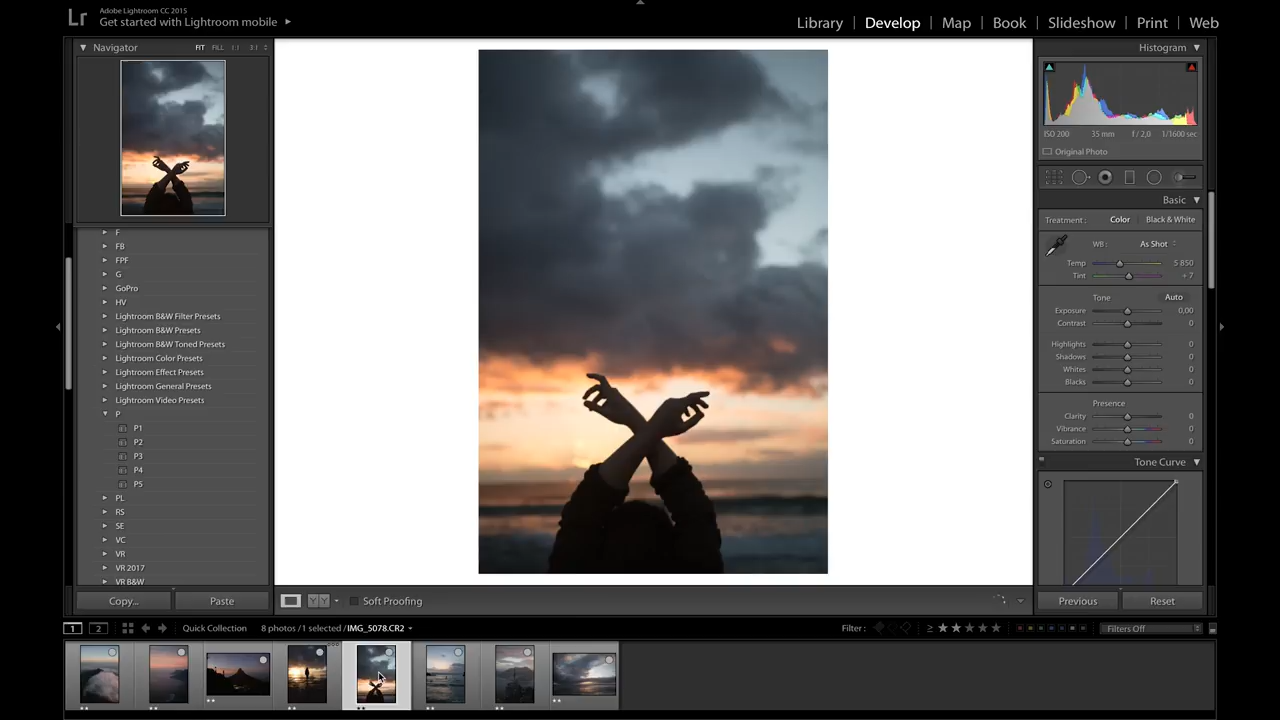 Adobe Lightroom CC 2015
Get started with Lightroom mobile
Library | Develop | Map | Book | Slideshow | Print | Web
Navigator FIT FILL 1:1 3:1
Histogram
ISO 200 35 mm f / 2,0 1/1600 sec
Original Photo
Basic
Treatment : Color Black & White
WB : As Shot
Temp 5 850
Tint + 7
Tone Auto
Exposure 0,00
Contrast 0
Highlights 0
Shadows 0
Whites 0
Blacks 0
Presence
Clarity 0
Vibrance 0
Saturation 0
Tone Curve
F
FB
FPF
G
GoPro
HV
Lightroom B&W Filter Presets
Lightroom B&W Presets
Lightroom B&W Toned Presets
Lightroom Color Presets
Lightroom Effect Presets
Lightroom General Presets
Lightroom Video Presets
P
P1
P2
P3
P4
P5
PL
RS
SE
VC
VR
VR 2017
VR B&W
Copy... Paste
Soft Proofing
Previous Reset
1 2 Quick Collection 8 photos / 1 selected / IMG_5078.CR2
Filter : Filters Off